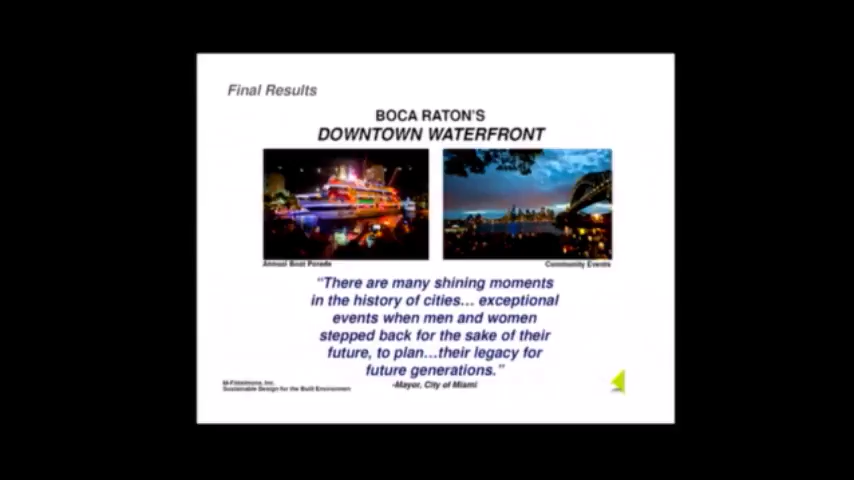 Final Results
BOCA RATON'S
DOWNTOWN WATERFRONT
Annual Boat Parade
Community Events
"There are many shining moments
in the history of cities... exceptional
events when men and women
stepped back for the sake of their
future, to plan...their legacy for
future generations."
-Mayor, City of Miami
Inc.
Sustainable Design for the Built Environmen